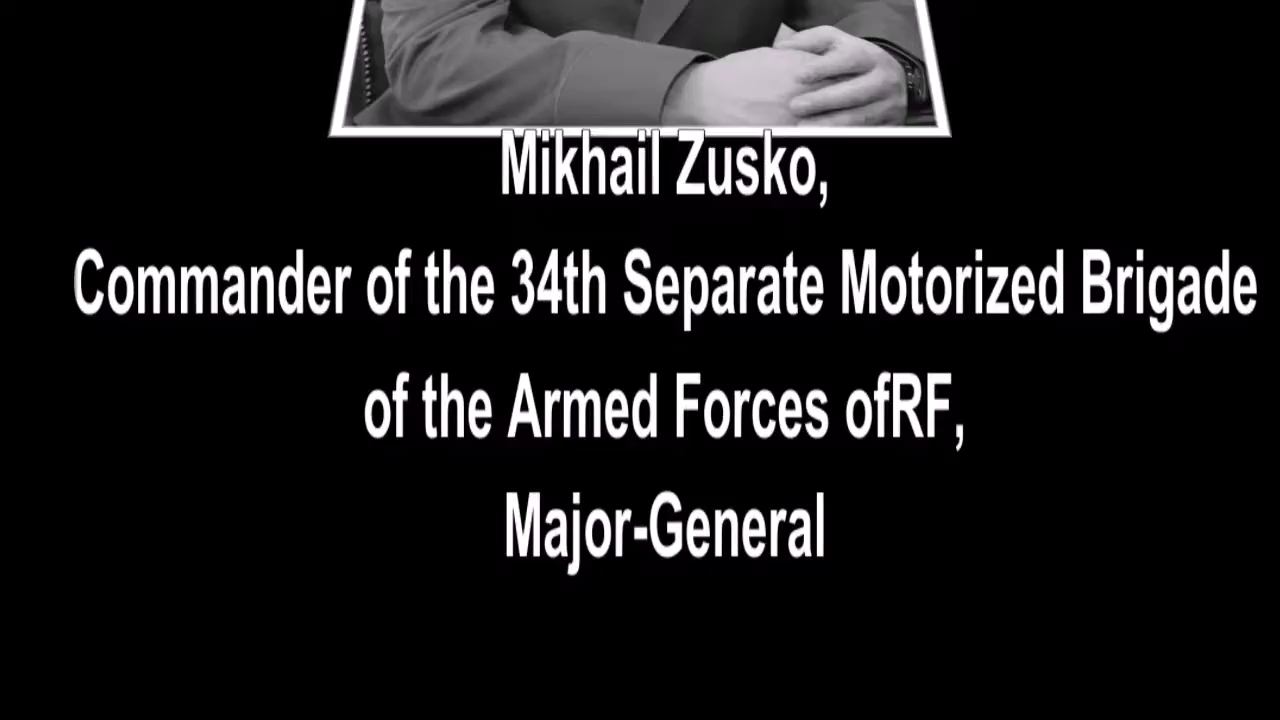 Mikhail Zusko,
Commander of the 34th Separate Motorized Brigade
of the Armed Forces ofRF,
Major-General